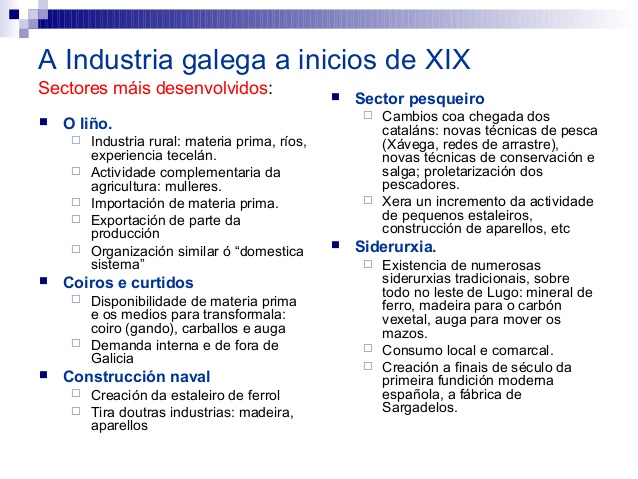 A Industria galega a inicios de XIX
Sectores máis desenvolvidos:
O liño.
Industria rural: materia prima, ríos,
experiencia tecelán.
Actividade complementaria da
agricultura: mulleres.
Importación de materia prima.
Exportación de parte da
producción
Organización similar ó “domestica
sistema”
Coiros e curtidos
Disponibilidade de materia prima
e os medios para transformala:
coiro (gando), carballos e auga
Demanda interna e de fora de
Galicia
Construcción naval
Creación da estaleiro de ferrol
Tira doutras industrias: madeira,
aparellos
Sector pesqueiro
Cambios coa chegada dos
cataláns: novas técnicas de pesca
(Xávega, redes de arrastre),
novas técnicas de conservación e
salga; proletarización dos
pescadores.
Xera un incremento da actividade
de pequenos estaleiros,
construcción de aparellos, etc
Siderurxia.
Existencia de numerosas
siderurxias tradicionais, sobre
todo no leste de Lugo: mineral de
ferro, madeira para o carbón
vexetal, auga para mover os
mazos.
Consumo local e comarcal.
Creación a finais de século da
primeira fundición moderna
española, a fábrica de
Sargadelos.